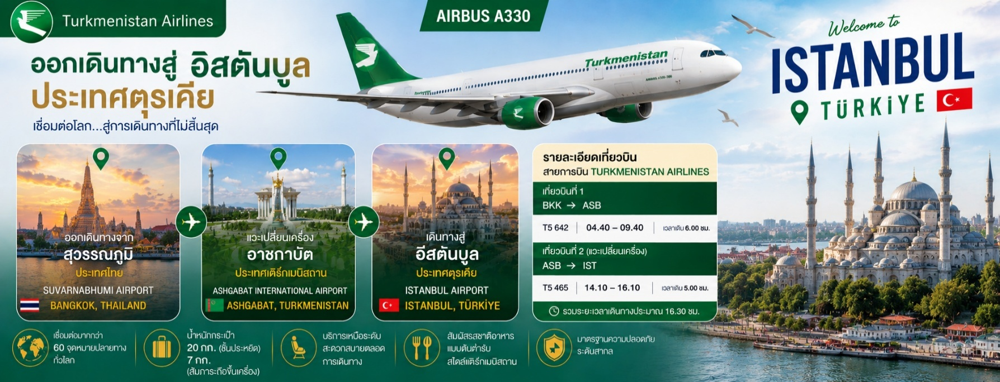 Turkmenistan Airlines
AIRBUS A330
ออกเดินทางสู่ อิสตันบูล
ประเทศตุรเคีย
เชื่อมต่อโลก...สู่การเดินทางที่ไม่สิ้นสุด
Turkmenistan
Welcome to
ISTANBUL
TÜRKİYE
ออกเดินทางจาก
สุวรรณภูมิ
ประเทศไทย
SUVARNABHUMI AIRPORT
BANGKOK, THAILAND
แวะเปลี่ยนเครื่อง
อาชกาบัต
ประเทศเติร์กเมนิสถาน
ASHGABAT INTERNATIONAL AIRPORT
ASHGABAT, TURKMENISTAN
เดินทางสู่
อีสตันบูล
ประเทศตุรเคีย
ISTANBUL AIRPORT
ISTANBUL, TÜRKİYE
รายละเอียดเที่ยวบิน
สายการบิน TURKMENISTAN AIRLINES
เที่ยวบินที่ 1
BKK → ASB
T5 642 | 04.40 – 09.40 | เวลาเดิน 6.00 ชม.
เที่ยวบินที่ 2 (แวะเปลี่ยนเครื่อง)
ASB → IST
T5 465 | 14.10 – 16.10 | เวลาเดิน 5.00 ชม.
รวมระยะเวลาเดินทางประมาณ 16.30 ชม.
เชื่อมต่อมากกว่า
60 จุดหมายปลายทาง
ทั่วโลก
น้ำหนักกระเป๋า
20 กก. (ชั้นประหยัด)
7 กก.
(สัมภาระถือขึ้นเครื่อง)
บริการเหนือระดับ
สะดวกสบายตลอด
การเดินทาง
สัมผัสรสชาติอาหาร
แบบต้นตำรับ
สไตล์เติร์กเมนิสถาน
มาตรฐานความปลอดภัย
ระดับสากล